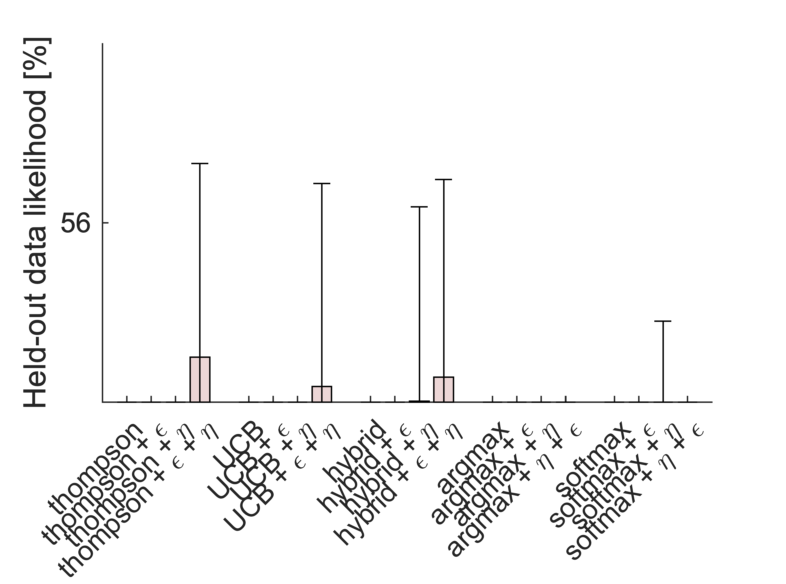 Held-out data likelihood [%]
56
thompson
thompson + ϵ
thompson + η
thompson + ϵ + η
UCB
UCB + ϵ
UCB + η
UCB + ϵ + η
hybrid
hybrid + ϵ
hybrid + η
hybrid + ϵ + η
argmax
argmax + ϵ
argmax + η
argmax + η + ϵ
softmax
softmax + ϵ
softmax + η
softmax + η + ϵ